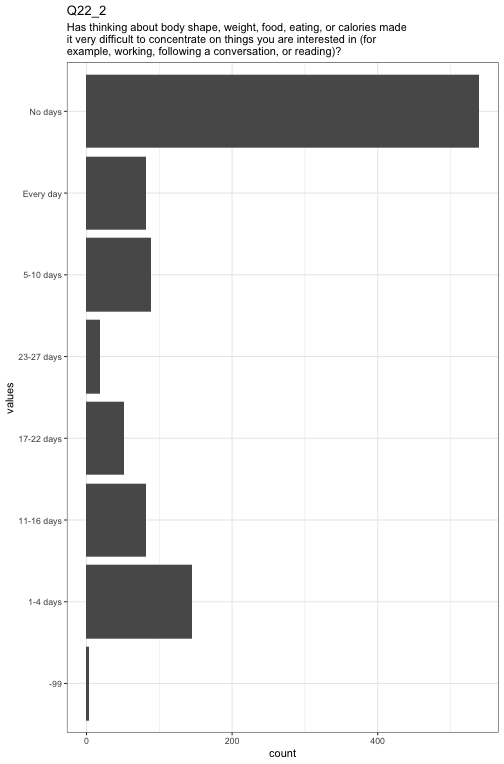 Q22_2
Has thinking about body shape, weight, food, eating, or calories made
it very difficult to concentrate on things you are interested in (for
example, working, following a conversation, or reading)?
No days
Every day
5-10 days
23-27 days
17-22 days
11-16 days
1-4 days
-99
values
0 200 400
count